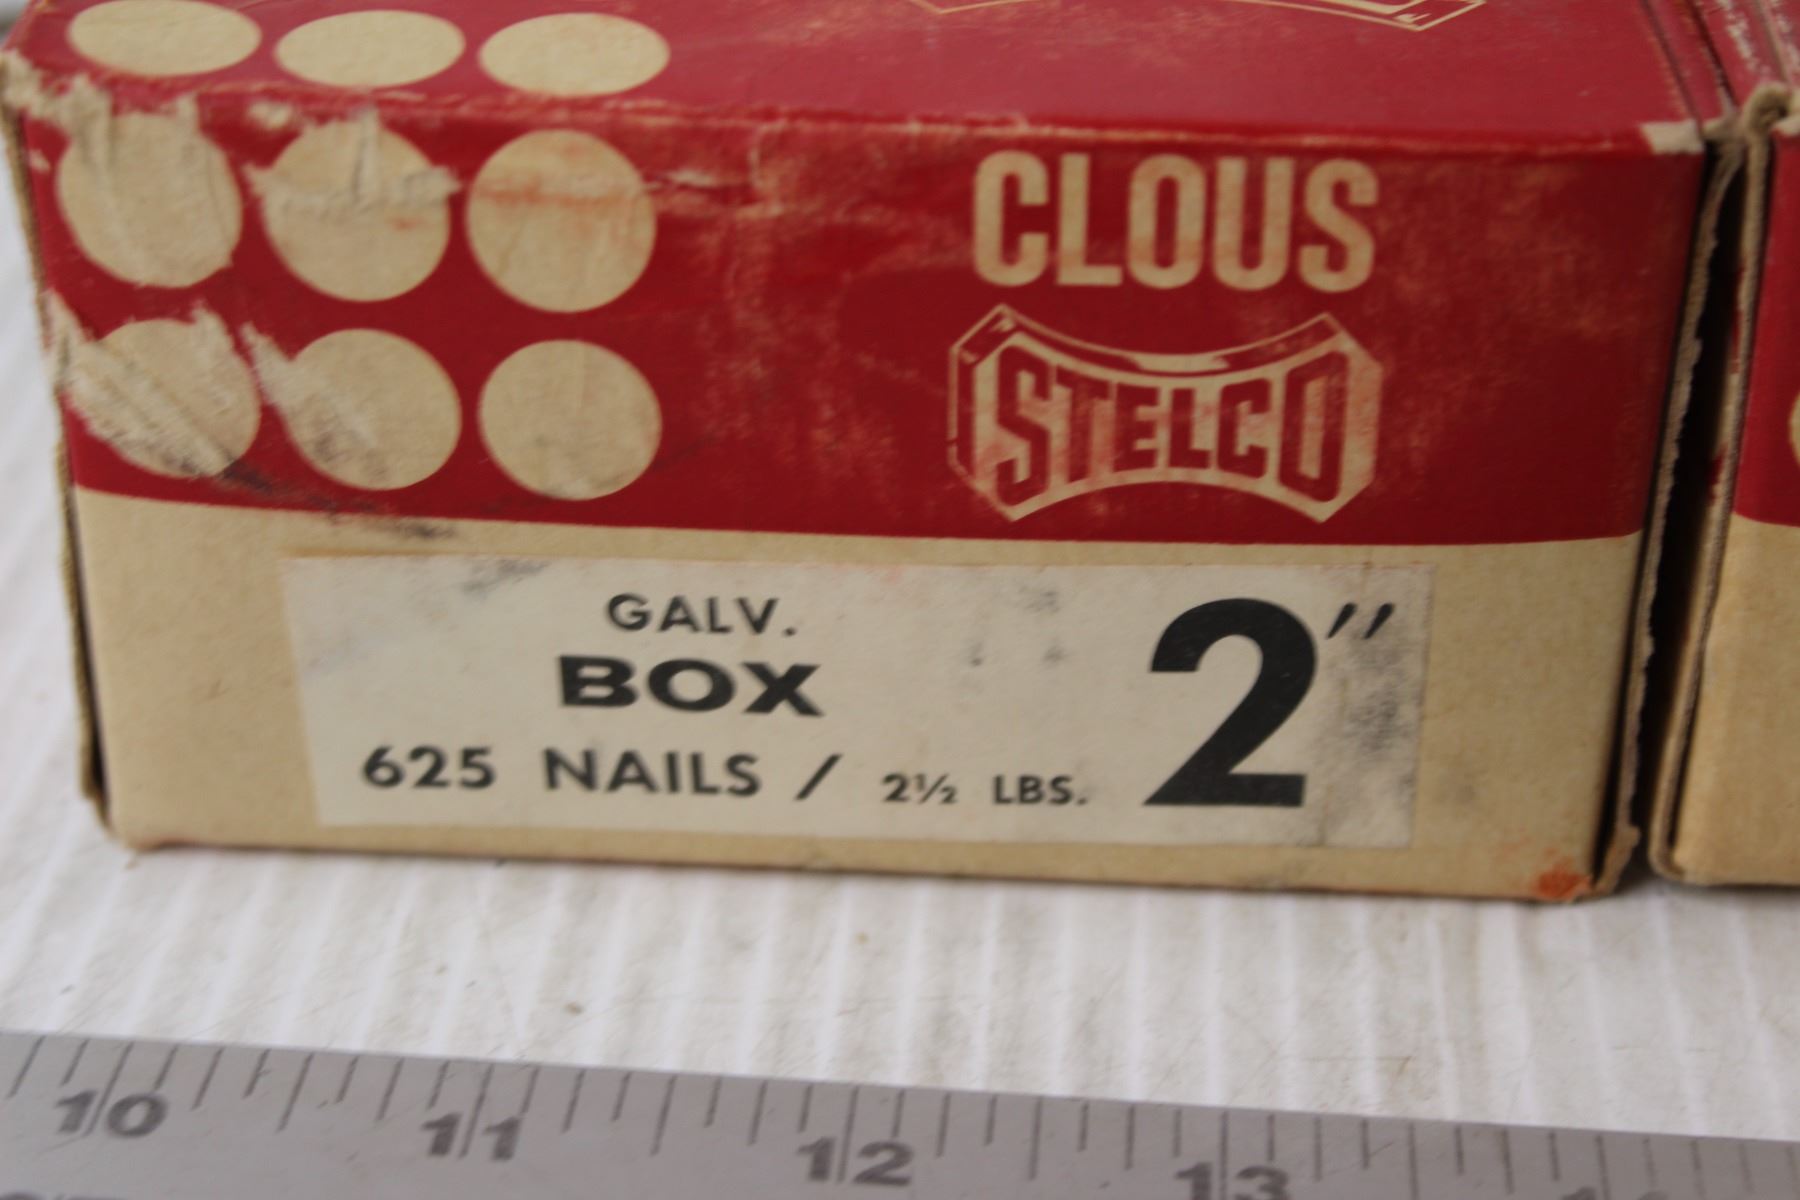 CLOUS
STELCO
GALV.
BOX
625 NAILS / 2½ LBS.
2"
10 11 12 13